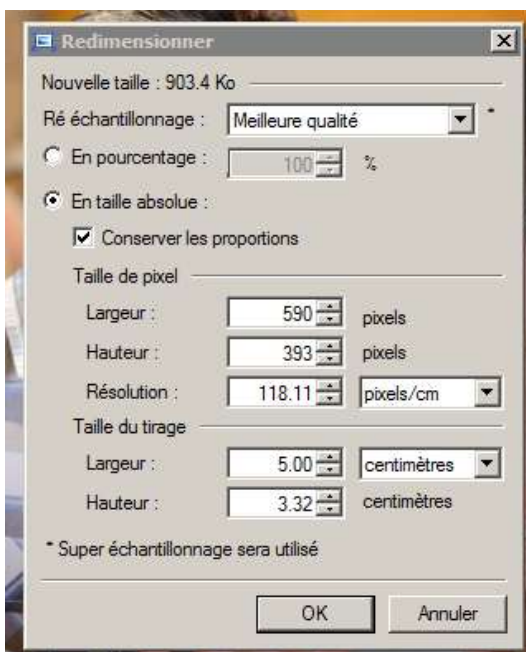 Redimensionner
Nouvelle taille : 903.4 Ko
Ré échantillonnage : Meilleure qualité *
En pourcentage : 100 %
En taille absolue :
Conserver les proportions
Taille de pixel
Largeur : 590 pixels
Hauteur : 393 pixels
Résolution : 118.11 pixels/cm
Taille du tirage
Largeur : 5.00 centimètres
Hauteur : 3.32 centimètres
* Super échantillonnage sera utilisé
OK Annuler